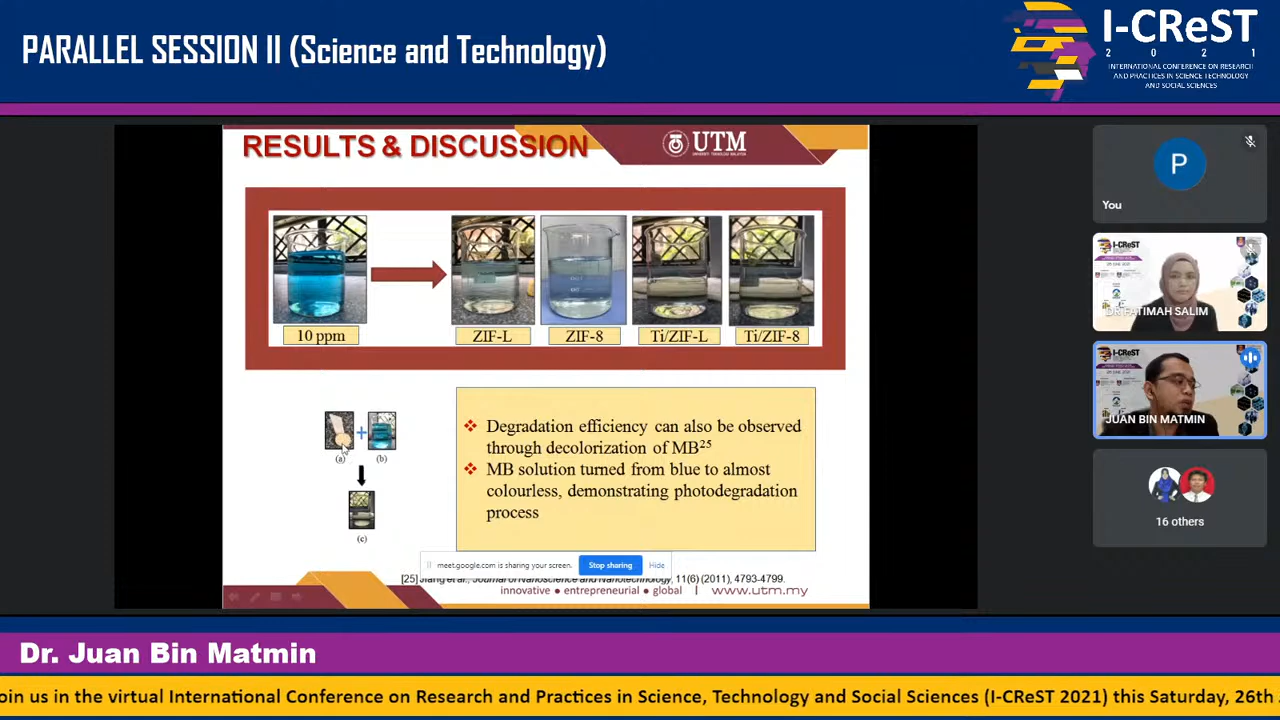 PARALLEL SESSION II (Science and Technology)
I-CReST
2 0 2 1
INTERNATIONAL CONFERENCE ON RESEARCH
AND PRACTICES IN SCIENCE TECHNOLOGY
AND SOCIAL SCIENCES
RESULTS & DISCUSSION
UTM
UNIVERSITI TEKNOLOGI MALAYSIA
10 ppm
ZIF-L
ZIF-8
Ti/ZIF-L
Ti/ZIF-8
(a)
+
(b)
(c)
❖ Degradation efficiency can also be observed
through decolorization of MB25
❖ MB solution turned from blue to almost
colourless, demonstrating photodegradation
process
meet.google.com is sharing your screen.
Stop sharing
Hide
[25] Jiang et al., Journal of Nanoscience and Nanotechnology, 11(6) (2011), 4793-4799.
innovative ● entrepreneurial ● global | www.utm.my
P
You
I-CReST
DR FATIMAH SALIM
I-CReST
JUAN BIN MATMIN
16 others
Dr. Juan Bin Matmin
oin us in the virtual International Conference on Research and Practices in Science, Technology and Social Sciences (I-CReST 2021) this Saturday, 26th